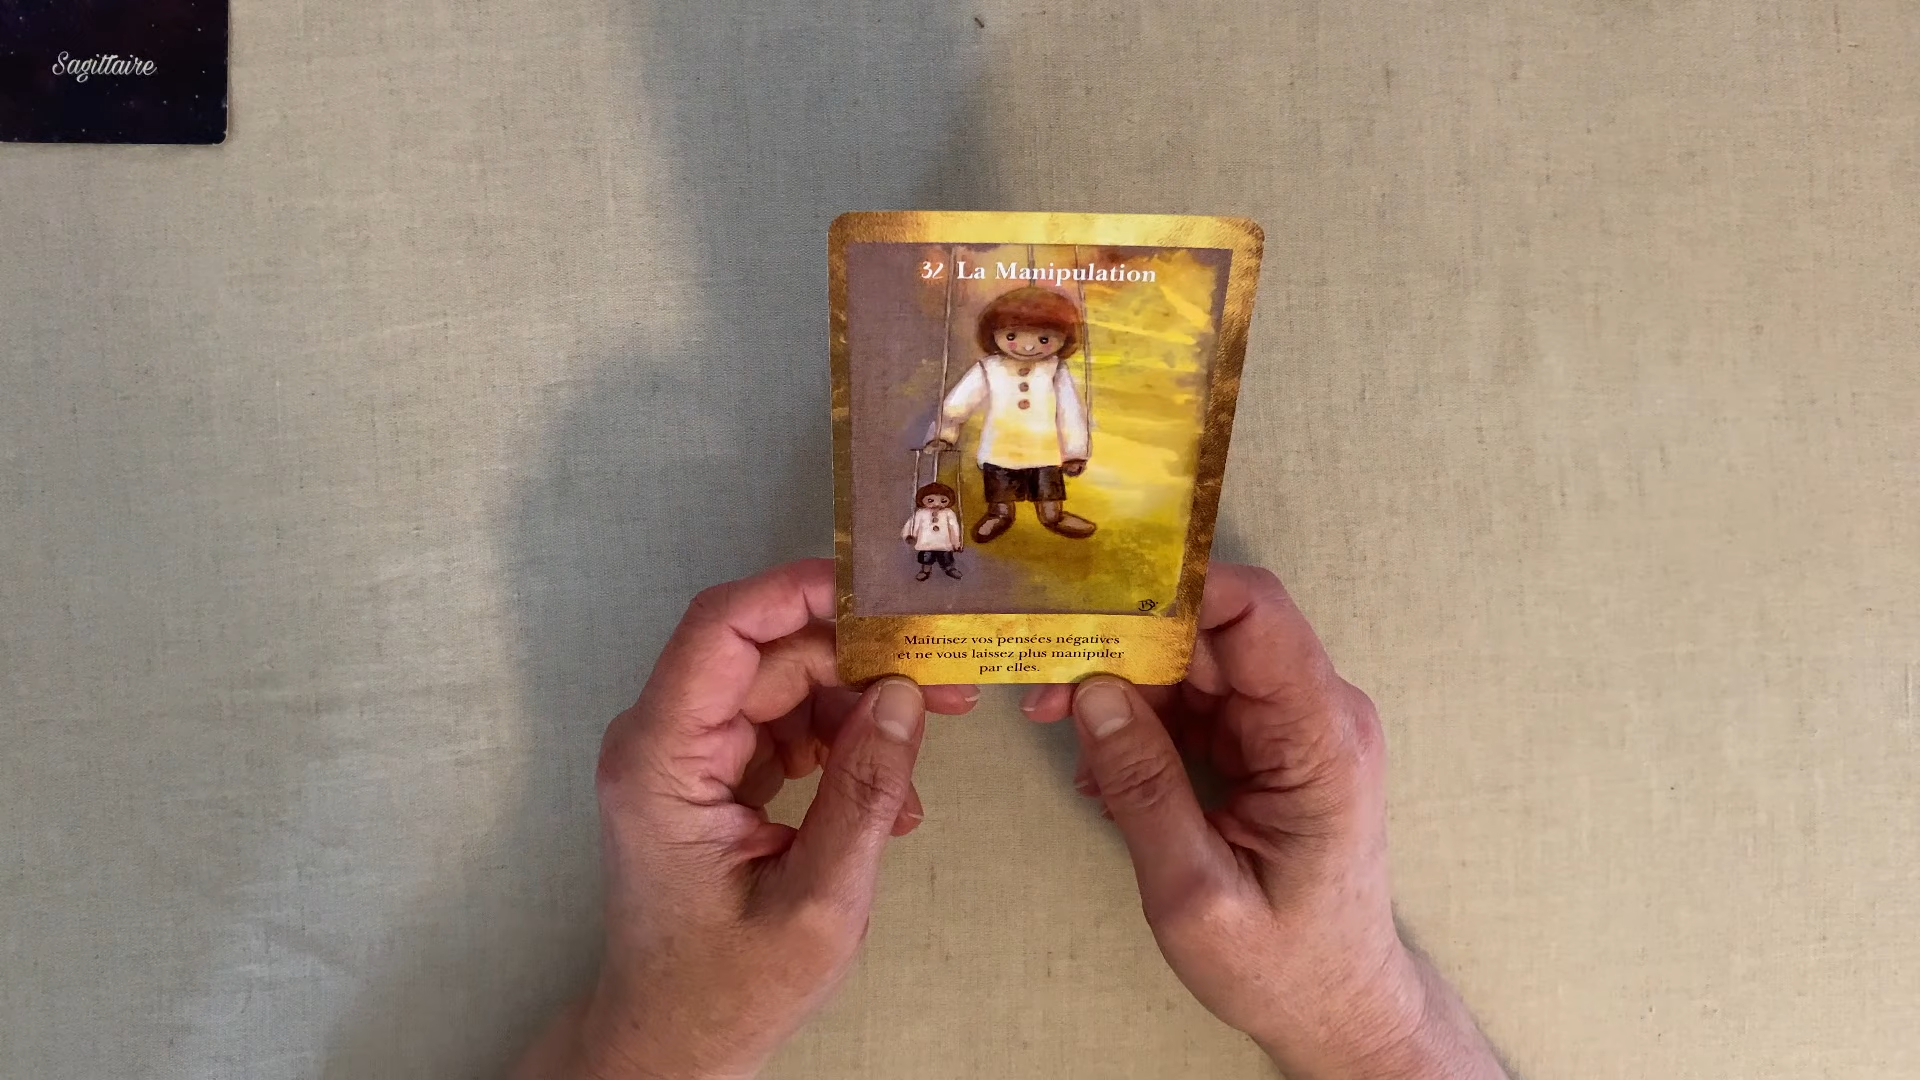 Sagittaire
32 La Manipulation
Maîtrisez vos pensées négatives
et ne vous laissez plus manipuler
par elles.